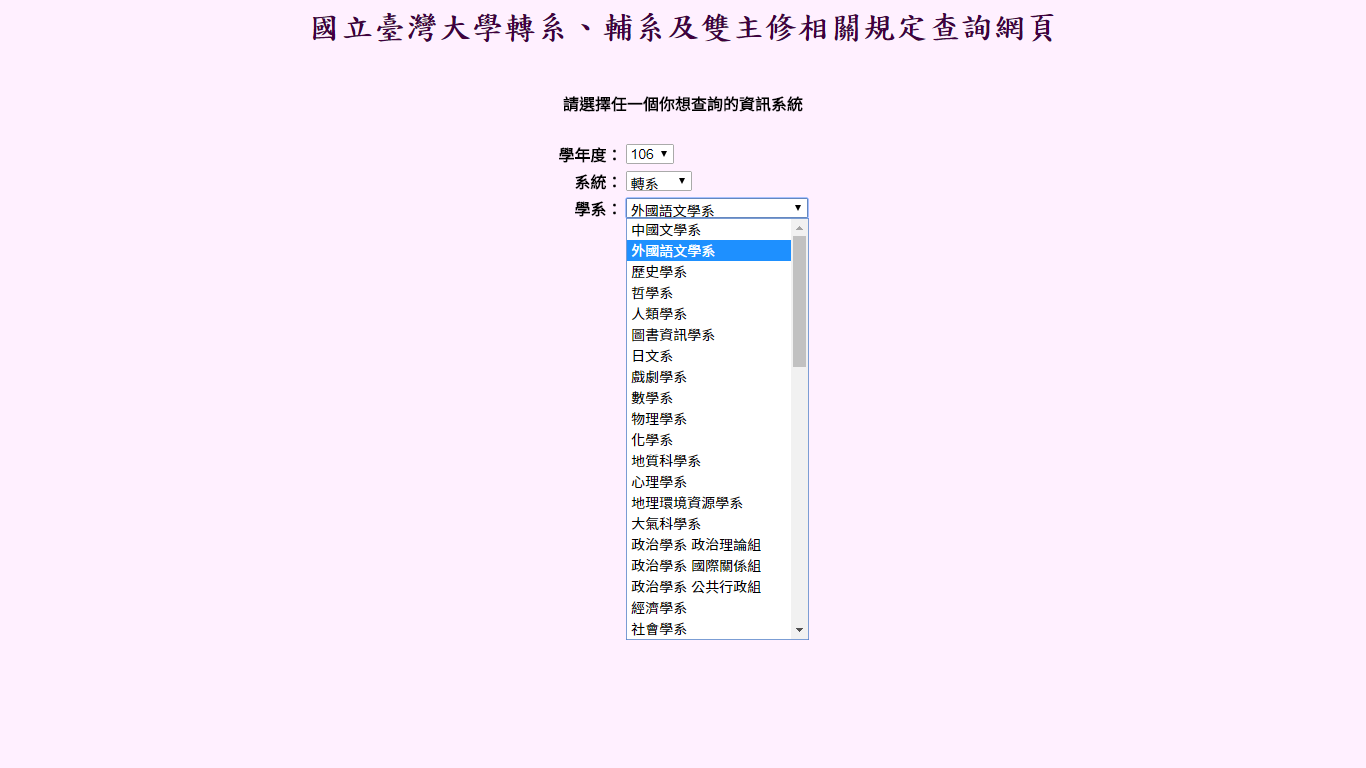 國立臺灣大學轉系、輔系及雙主修相關規定查詢網頁
請選擇任一個你想查詢的資訊系統
學年度： 106
系統： 轉系
學系： 外國語文學系
中國文學系
外國語文學系
歷史學系
哲學系
人類學系
圖書資訊學系
日文系
戲劇學系
數學系
物理學系
化學系
地質科學系
心理學系
地理環境資源學系
大氣科學系
政治學系 政治理論組
政治學系 國際關係組
政治學系 公共行政組
經濟學系
社會學系